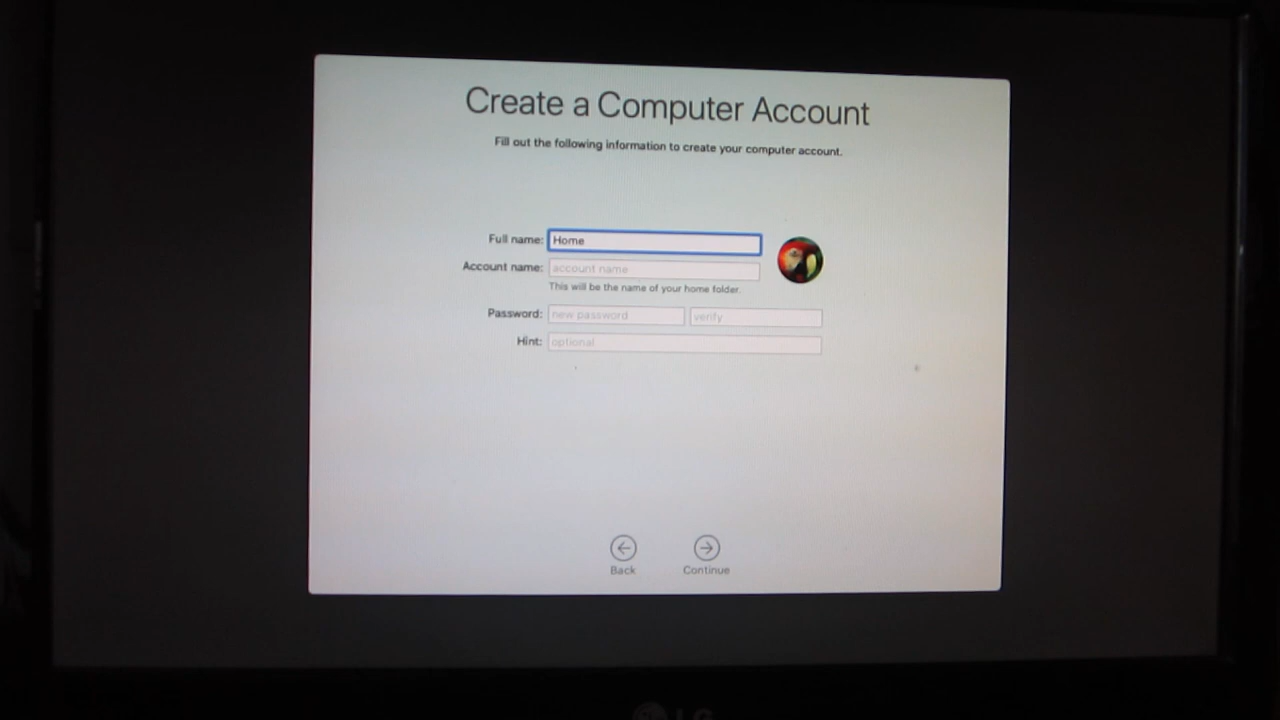 Create a Computer Account
Fill out the following information to create your computer account.
Full name: Home
Account name: account name
This will be the name of your home folder.
Password: new password verify
Hint: optional
Back Continue
LG